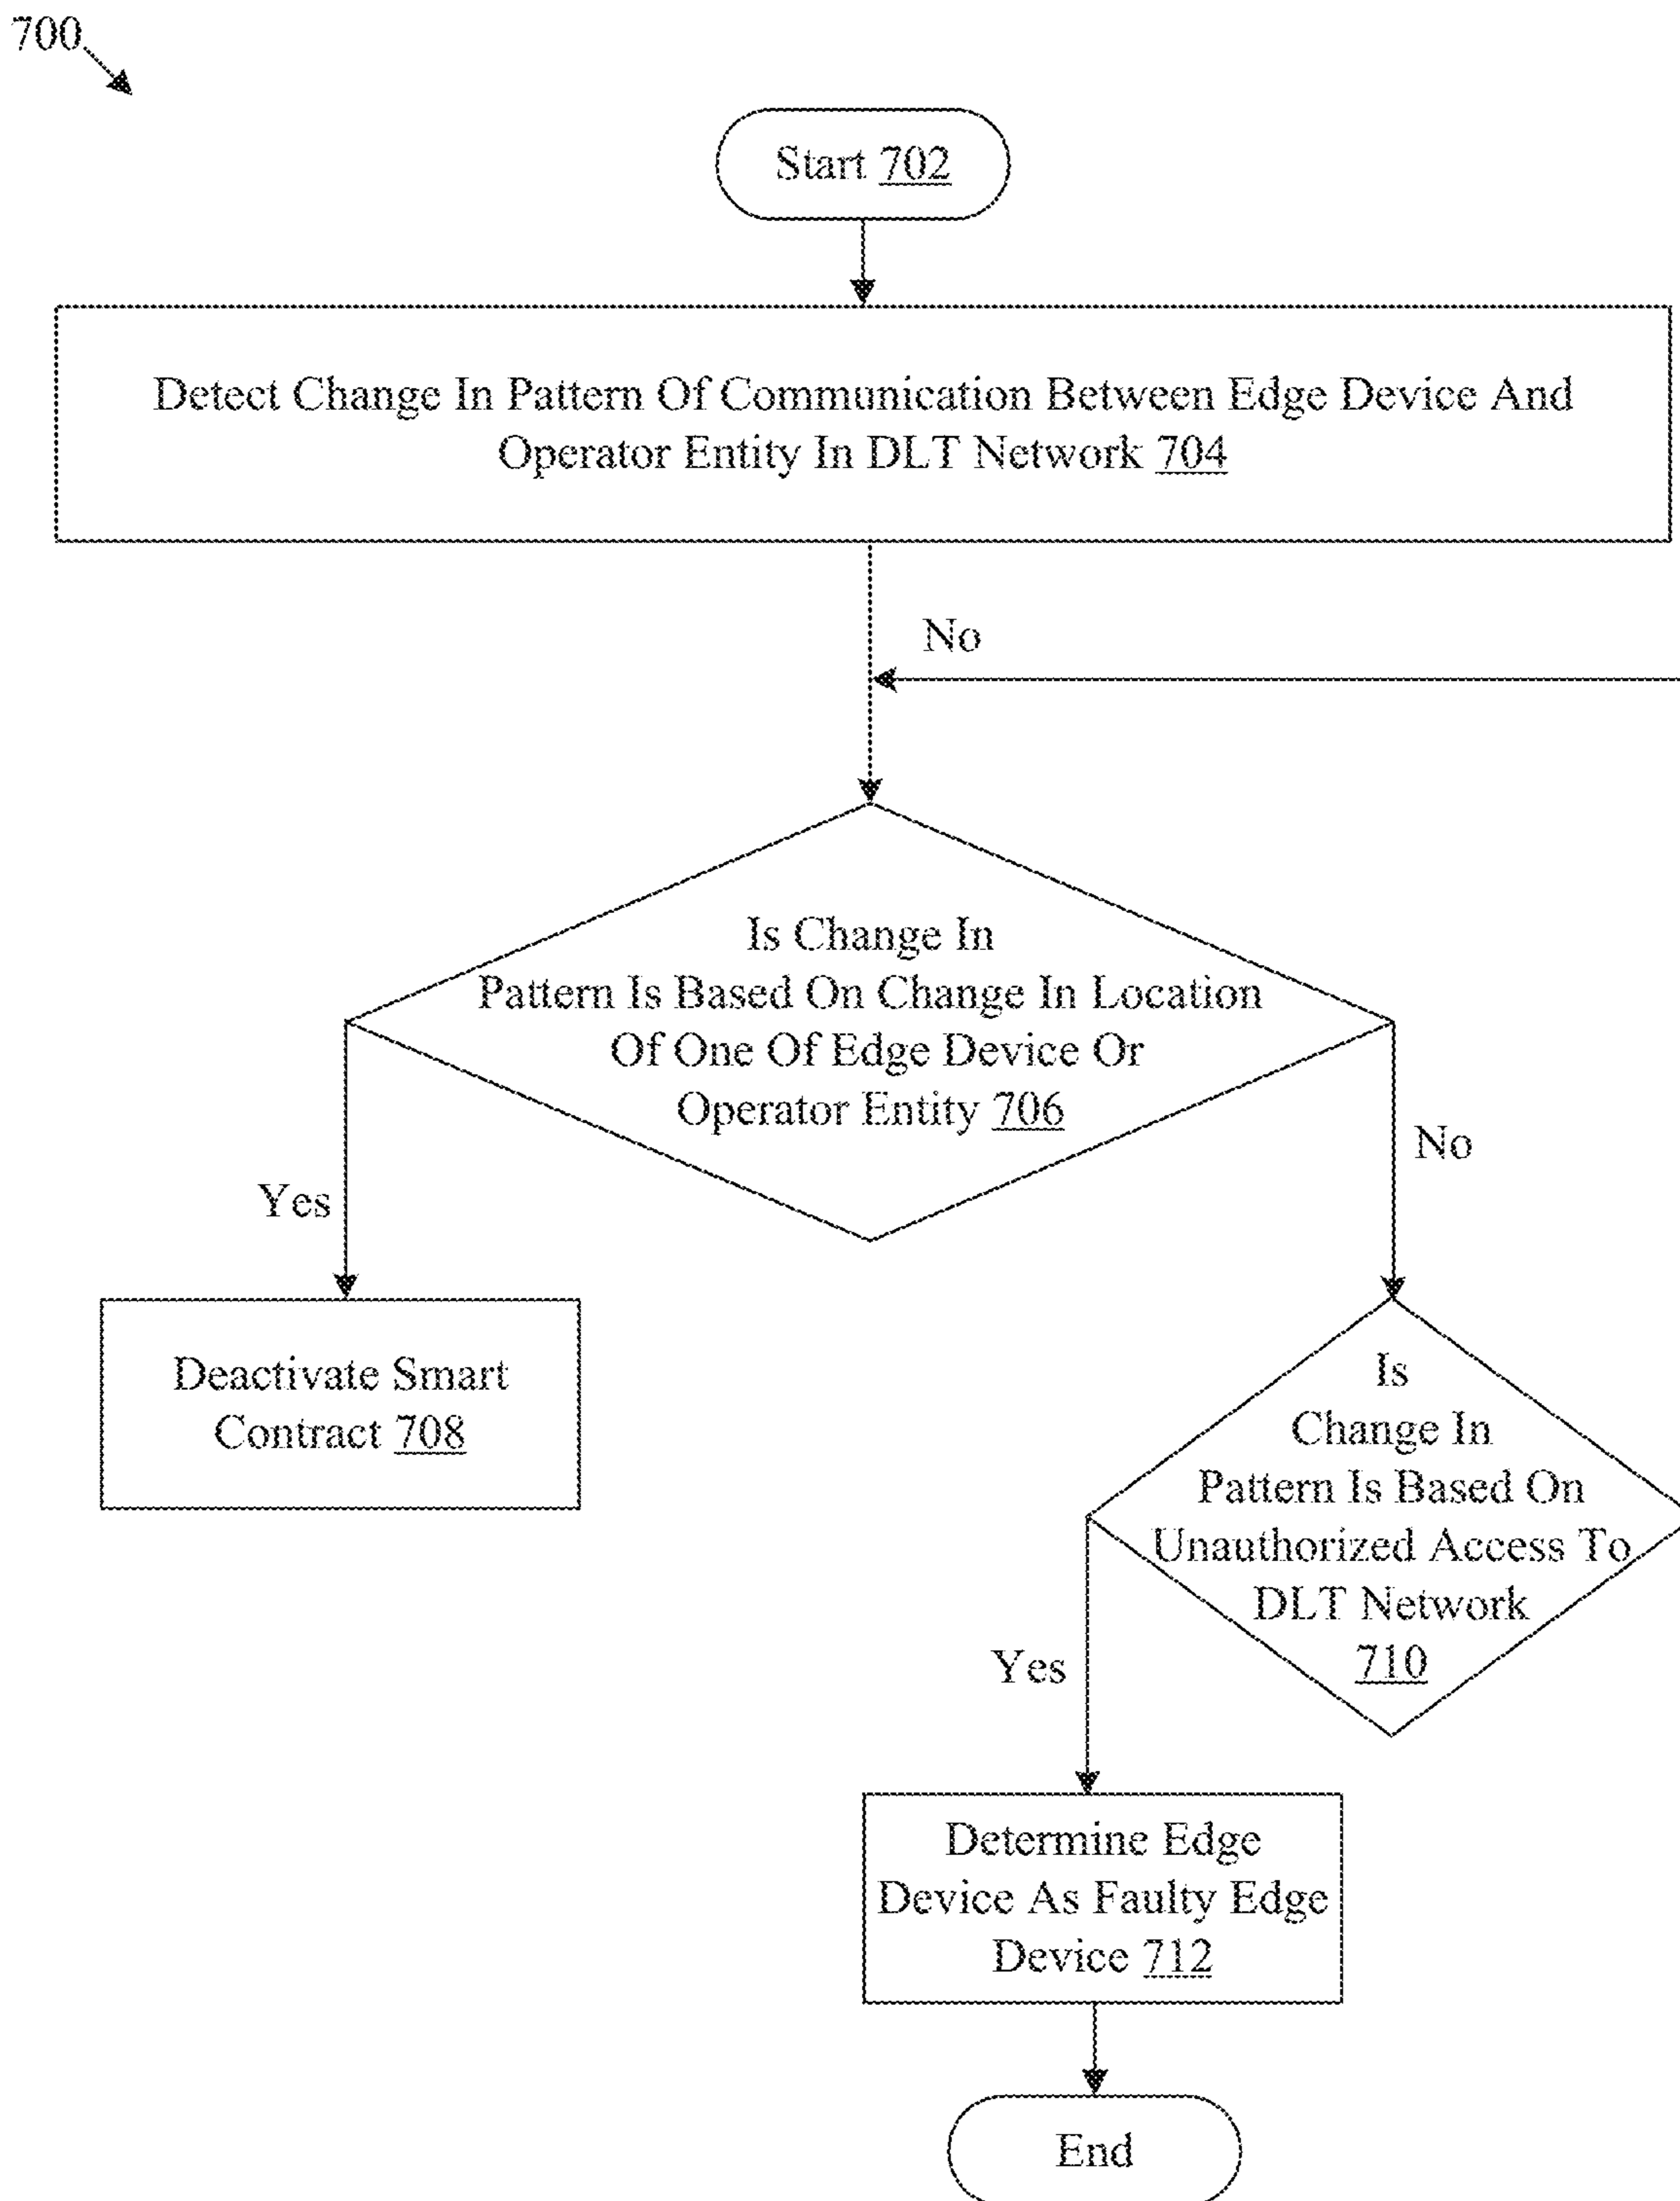 700
Start 702
Detect Change In Pattern Of Communication Between Edge Device And
Operator Entity In DLT Network 704
No
Is Change In
Pattern Is Based On Change In Location
Of One Of Edge Device Or
Operator Entity 706
Yes
No
Deactivate Smart
Contract 708
Is
Change In
Pattern Is Based On
Unauthorized Access To
DLT Network
710
Yes
Determine Edge
Device As Faulty Edge
Device 712
End